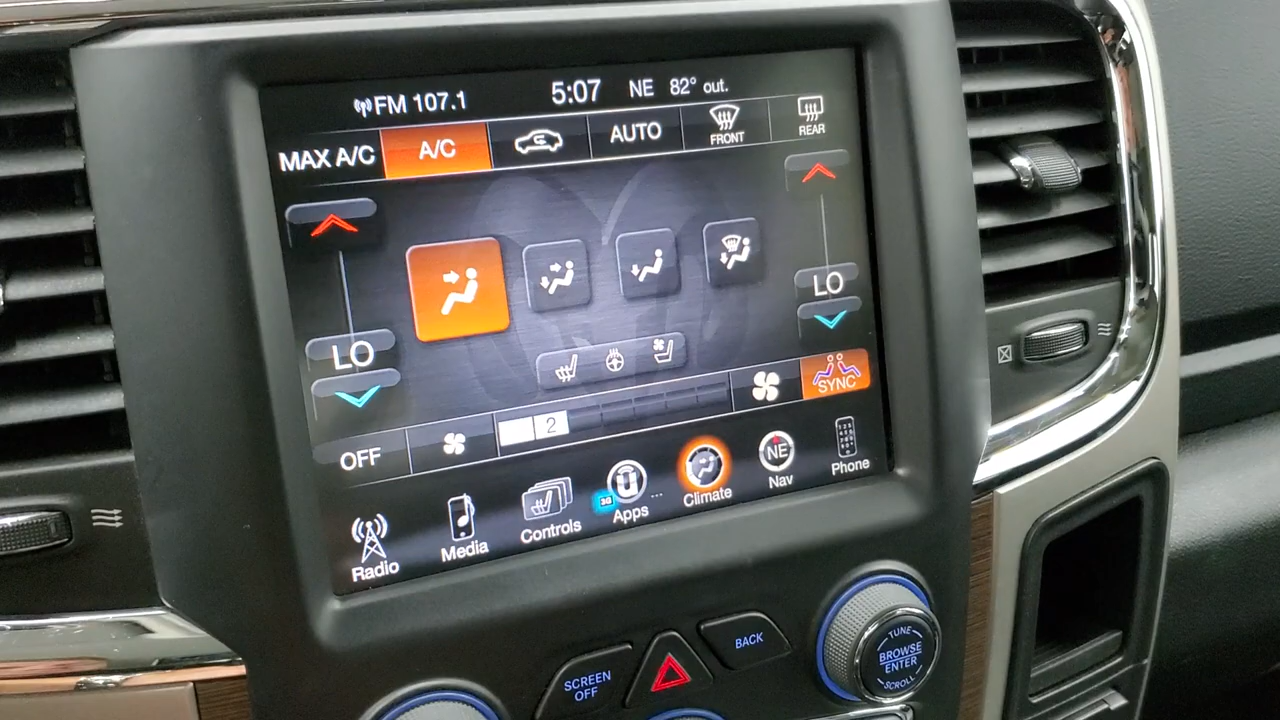 FM 107.1 5:07 NE 82° out.
MAX A/C A/C AUTO FRONT REAR
LO LO
OFF 2 SYNC
Radio Media Controls 3G Apps ... Climate NE Nav Phone
SCREEN OFF BACK TUNE BROWSE ENTER SCROLL